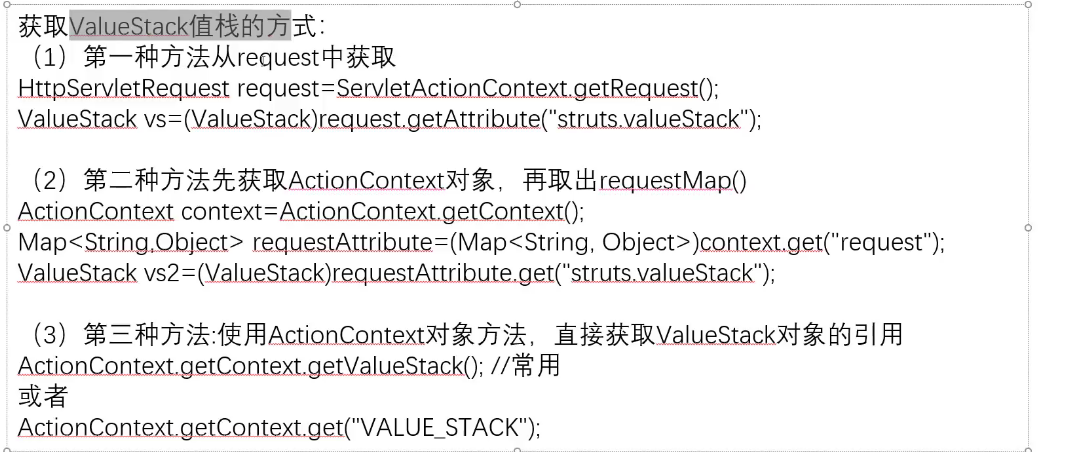 获取ValueStack值栈的方式：
（1）第一种方法从request中获取
HttpServletRequest request=ServletActionContext.getRequest();
ValueStack vs=(ValueStack)request.getAttribute("struts.valueStack");
（2）第二种方法先获取ActionContext对象，再取出requestMap()
ActionContext context=ActionContext.getContext();
Map<String,Object> requestAttribute=(Map<String, Object>)context.get("request");
ValueStack vs2=(ValueStack)requestAttribute.get("struts.valueStack");
（3）第三种方法:使用ActionContext对象方法，直接获取ValueStack对象的引用
ActionContext.getContext.getValueStack(); //常用
或者
ActionContext.getContext.get("VALUE_STACK");